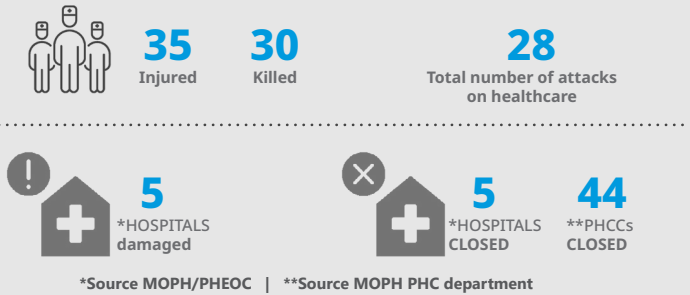 35
Injured
30
Killed
28
Total number of attacks
on healthcare
5
*HOSPITALS
damaged
5
*HOSPITALS
CLOSED
44
**PHCCs
CLOSED
*Source MOPH/PHEOC | **Source MOPH PHC department